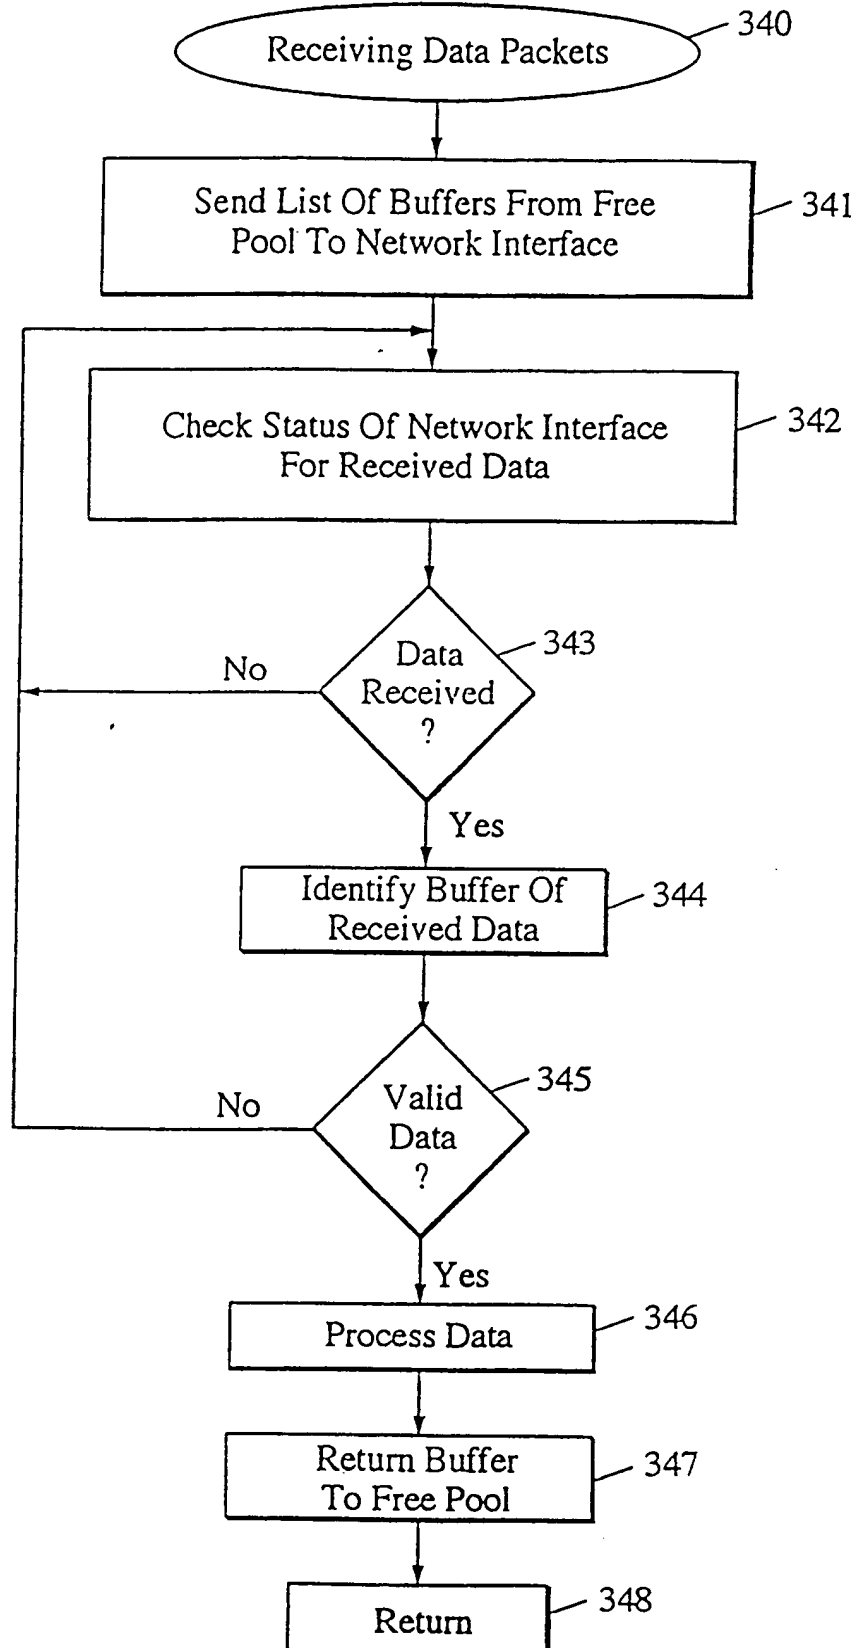 Receiving Data Packets
340
Send List Of Buffers From Free
Pool To Network Interface
341
Check Status Of Network Interface
For Received Data
342
Data
Received
?
343
No
Yes
Identify Buffer Of
Received Data
344
Valid
Data
?
345
No
Yes
Process Data
346
Return Buffer
To Free Pool
347
Return
348